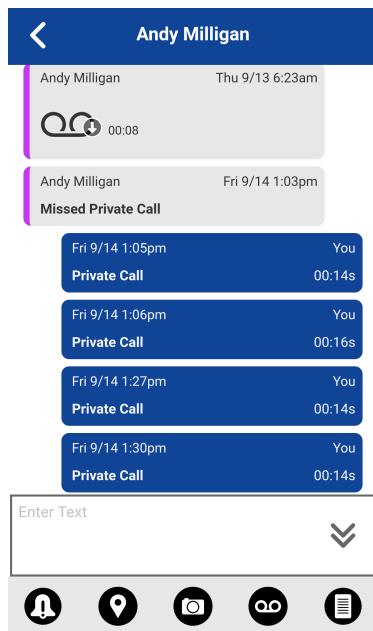 Andy Milligan
Andy Milligan Thu 9/13 6:23am
00:08
Andy Milligan Fri 9/14 1:03pm
Missed Private Call
Fri 9/14 1:05pm You
Private Call 00:14s
Fri 9/14 1:06pm You
Private Call 00:16s
Fri 9/14 1:27pm You
Private Call 00:14s
Fri 9/14 1:30pm You
Private Call 00:14s
Enter Text